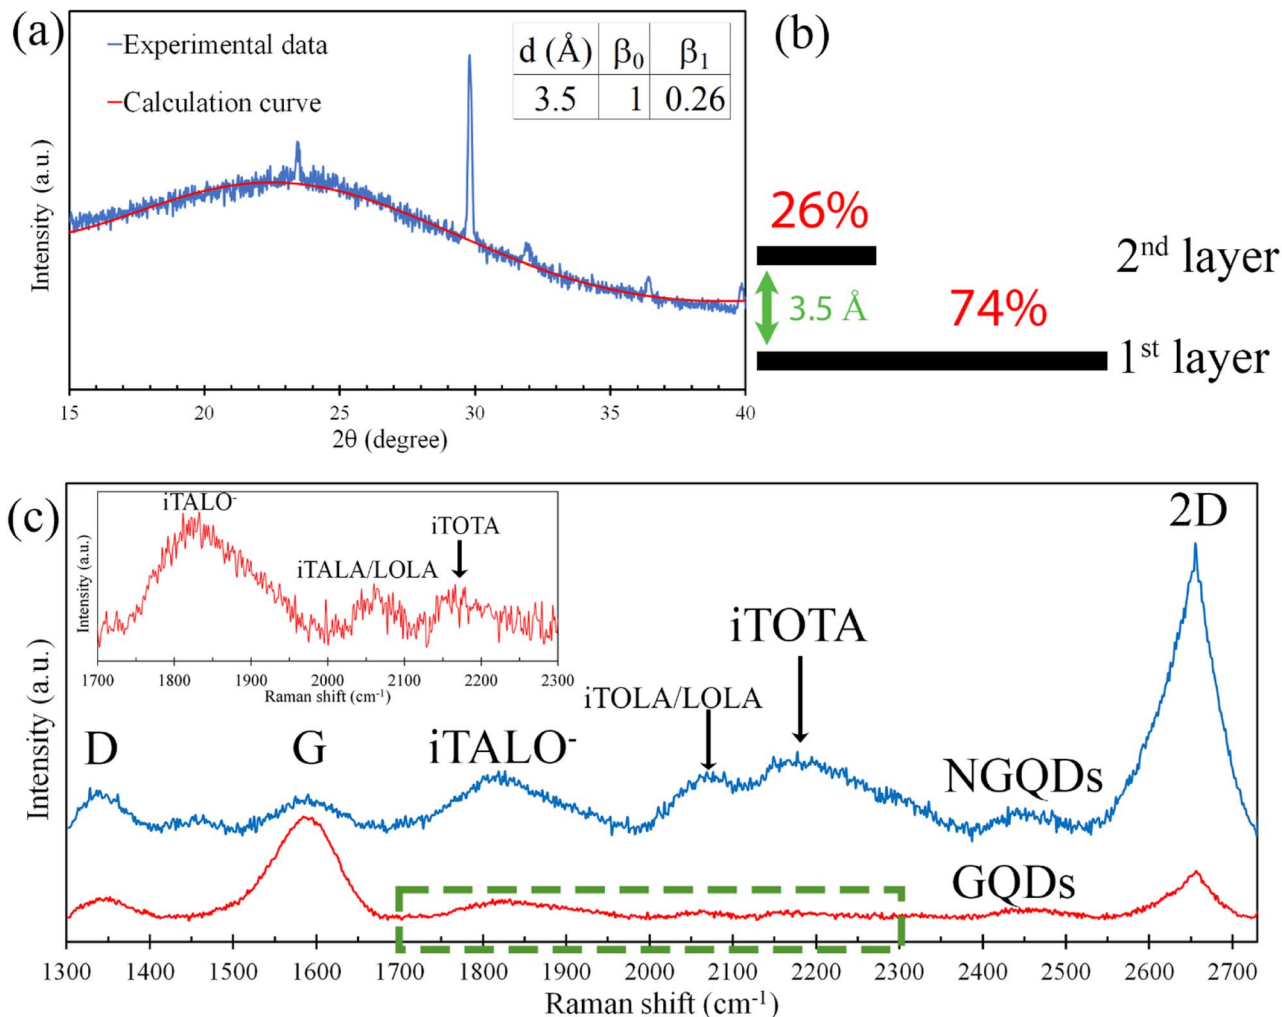 (a)
Experimental data
Calculation curve
d (Å) β₀ β₁
3.5 1 0.26
Intensity (a.u.)
15 20 25 30 35 40
2θ (degree)
(b)
26%
2ⁿᵈ layer
3.5 Å
74%
1ˢᵗ layer
(c)
iTALO⁻
iTOTA
iTALA/LOLA
Intensity (a.u.)
1700 1800 1900 2000 2100 2200 2300
Raman shift (cm⁻¹)
2D
iTOTA
iTOLA/LOLA
D
G
iTALO⁻
NGQDs
GQDs
Intensity (a.u.)
1300 1400 1500 1600 1700 1800 1900 2000 2100 2200 2300 2400 2500 2600 2700
Raman shift (cm⁻¹)